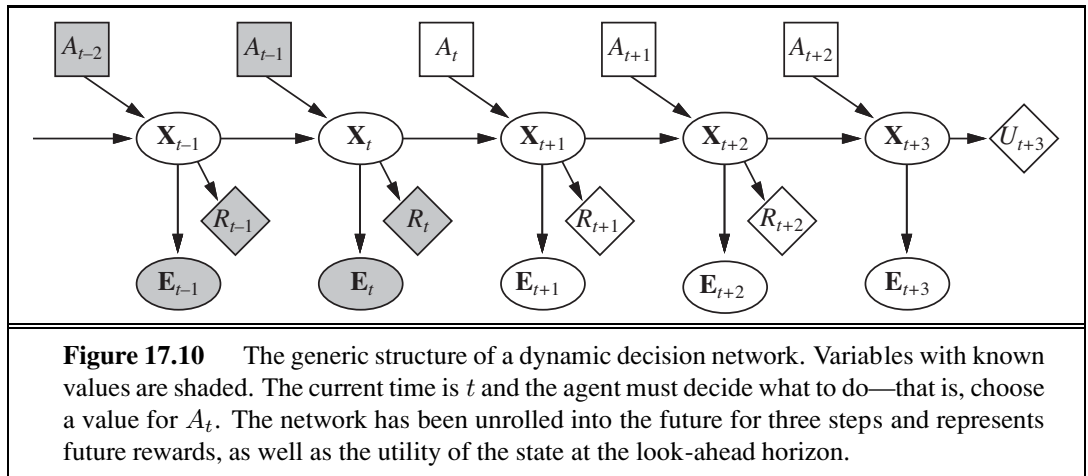 A_{t–2} A_{t–1} A_t A_{t+1} A_{t+2}
X_{t–1} X_t X_{t+1} X_{t+2} X_{t+3} U_{t+3}
R_{t–1} R_t R_{t+1} R_{t+2}
E_{t–1} E_t E_{t+1} E_{t+2} E_{t+3}
Figure 17.10 The generic structure of a dynamic decision network. Variables with known
values are shaded. The current time is t and the agent must decide what to do—that is, choose
a value for A_t. The network has been unrolled into the future for three steps and represents
future rewards, as well as the utility of the state at the look-ahead horizon.